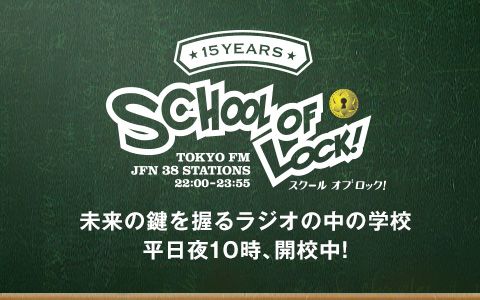 ★15YEARS★
SCHOOL OF LOCK!
TOKYO FM
JFN 38 STATIONS
22:00-23:55
スクール オブ ロック!
未来の鍵を握るラジオの中の学校
平日夜10時、開校中!